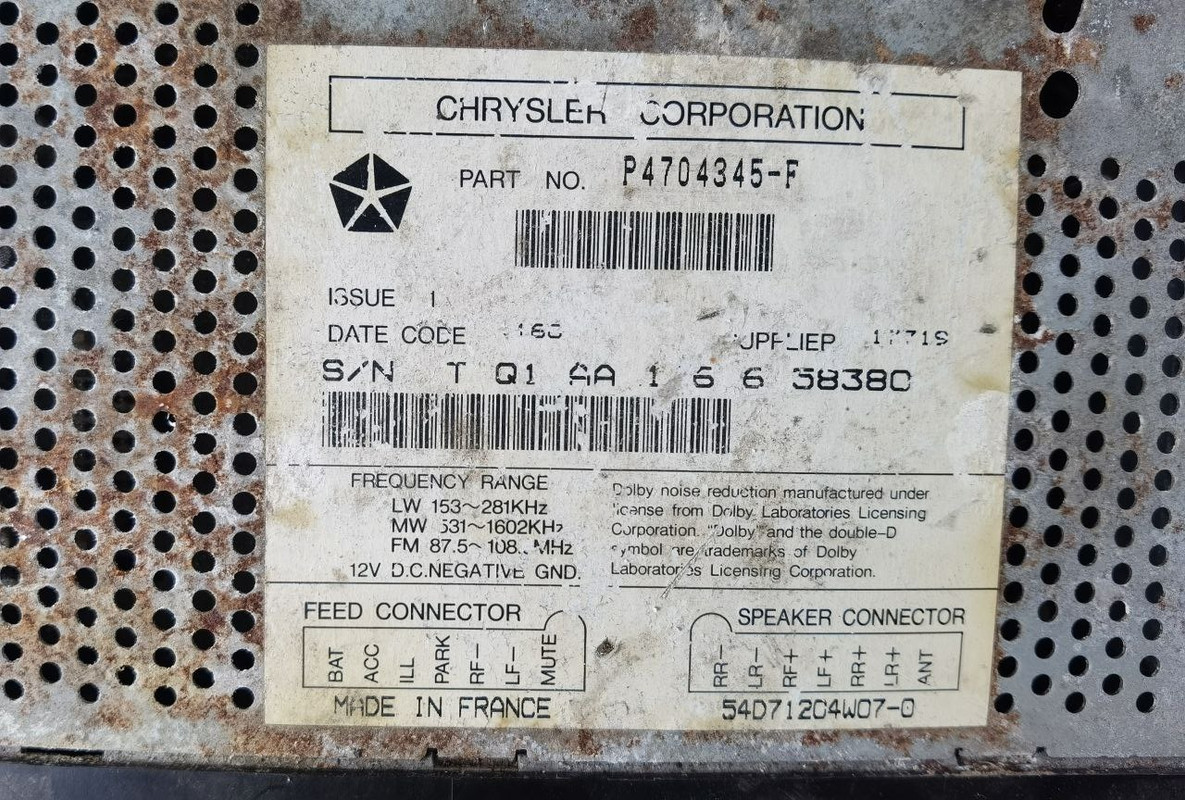 CHRYSLER CORPORATION
PART NO. P4704345-F
ISSUE 1
DATE CODE
S/N T Q1 AA 1 6 6 38380
FREQUENCY RANGE
LW 153~281KHz
MW 531~1602KHz
FM 87.5~108. MHz
12V D.C.NEGATIVE GND.
Dolby noise reduction manufactured under
license from Dolby Laboratories Licensing
Corporation. "Dolby" and the double-D
symbol are trademarks of Dolby
Laboratories Licensing Corporation.
FEED CONNECTOR
BAT
ACC
ILL
PARK
RF-
LF-
MUTE
SPEAKER CONNECTOR
RR-
LR-
RF+
LF+
RR+
LR+
ANT
MADE IN FRANCE
54D71204W07-0